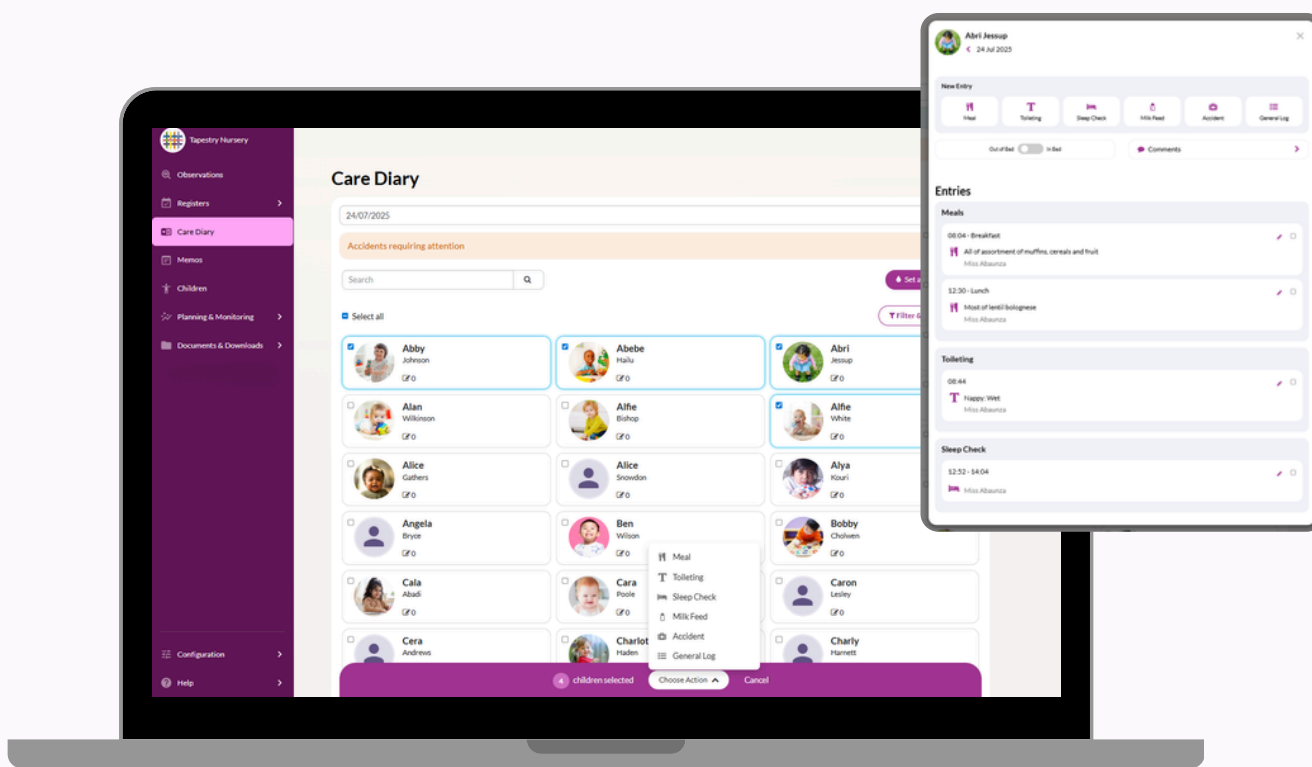 Tapestry Nursery
Observations
Registers
Care Diary
Memos
Children
Planning & Monitoring
Documents & Downloads
Configuration
Help
Care Diary
24/07/2025
Accidents requiring attention
Search
Set
Select all
Filter &
Abby
Johnson
0
Abebe
Hailu
0
Abri
Jessup
0
Alan
Wilkinson
0
Alfie
Bishop
0
Alfie
White
0
Alice
Gathers
0
Alice
Snowdon
0
Alya
Kouri
0
Angela
Bryce
0
Ben
Wilson
0
Bobby
Cholwen
0
Cala
Abadi
0
Cara
Poole
0
Caron
Lesley
0
Cera
Andrews
Charlot
Haden
Charly
Harnett
Meal
Toileting
Sleep Check
Milk Feed
Accident
General Log
4 children selected
Choose Action
Cancel
Abri Jessup
24 Jul 2025
New Entry
Meal
Toileting
Sleep Check
Milk Feed
Accident
General Log
Out of Bed
In Bed
Comments
Entries
Meals
08:04 - Breakfast
All of assortment of muffins, cereals and fruit
Miss Abaunza
12:30 - Lunch
Most of lentil bolognese
Miss Abaunza
Toileting
08:44
Nappy: Wet
Miss Abaunza
Sleep Check
12:52 - 14:04
Miss Abaunza